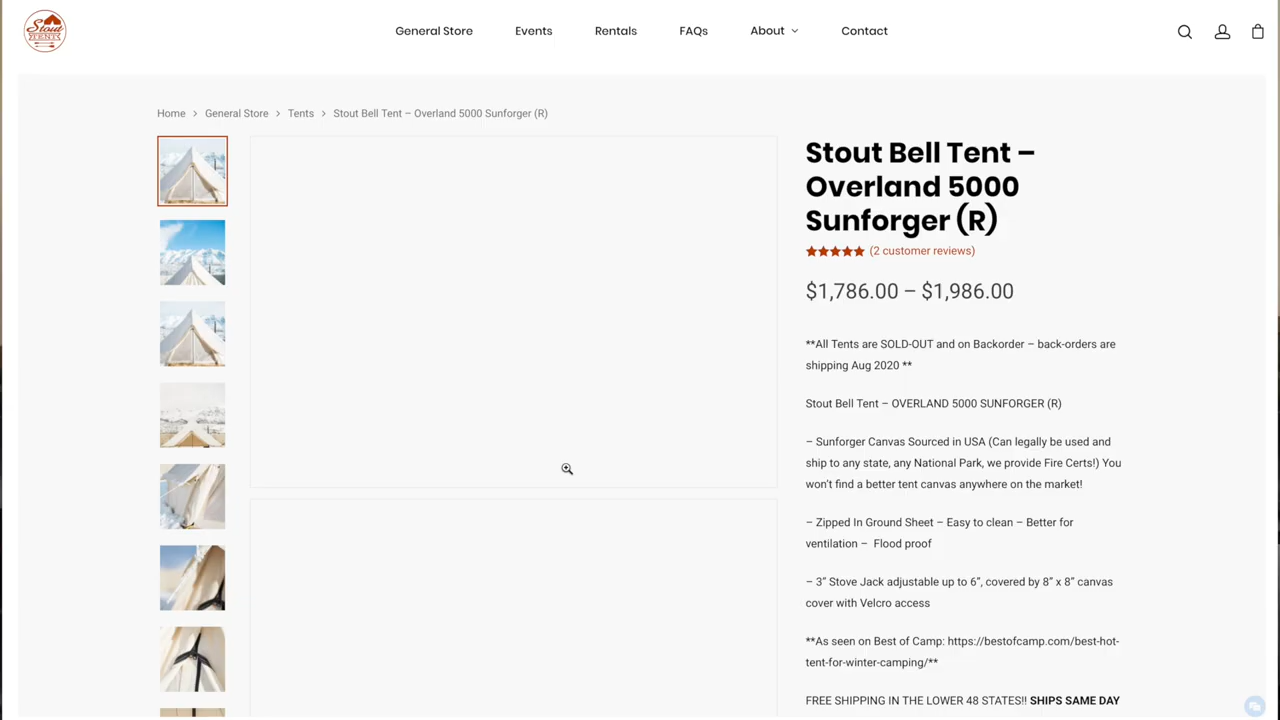 Stout
TENTS
General Store
Events
Rentals
FAQs
About
Contact
Home > General Store > Tents > Stout Bell Tent – Overland 5000 Sunforger (R)
Stout Bell Tent –
Overland 5000
Sunforger (R)
(2 customer reviews)
$1,786.00 – $1,986.00
**All Tents are SOLD-OUT and on Backorder – back-orders are
shipping Aug 2020 **
Stout Bell Tent – OVERLAND 5000 SUNFORGER (R)
– Sunforger Canvas Sourced in USA (Can legally be used and
ship to any state, any National Park, we provide Fire Certs!) You
won’t find a better tent canvas anywhere on the market!
– Zipped In Ground Sheet – Easy to clean – Better for
ventilation – Flood proof
– 3” Stove Jack adjustable up to 6”, covered by 8” x 8” canvas
cover with Velcro access
**As seen on Best of Camp: https://bestofcamp.com/best-hot-
tent-for-winter-camping/**
FREE SHIPPING IN THE LOWER 48 STATES!! SHIPS SAME DAY